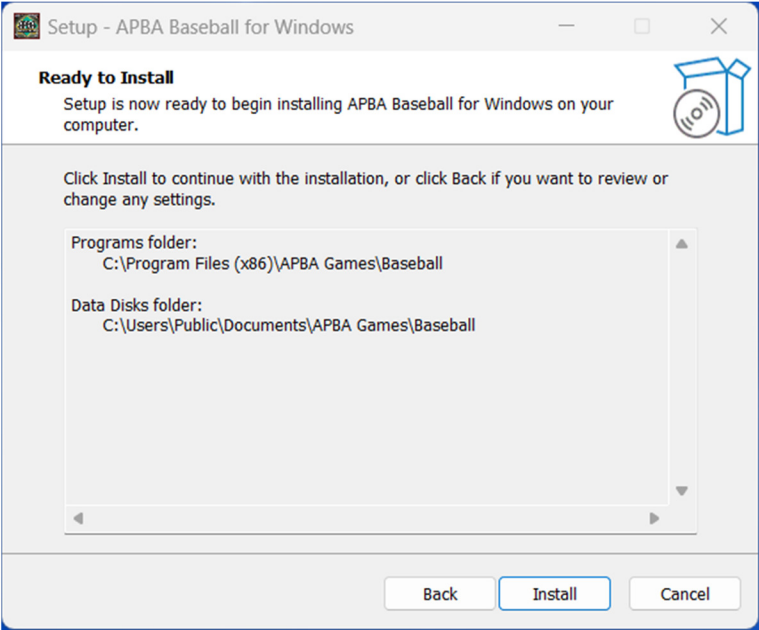 Setup - APBA Baseball for Windows
Ready to Install
Setup is now ready to begin installing APBA Baseball for Windows on your
computer.
Click Install to continue with the installation, or click Back if you want to review or
change any settings.
Programs folder:
C:\Program Files (x86)\APBA Games\Baseball
Data Disks folder:
C:\Users\Public\Documents\APBA Games\Baseball
Back
Install
Cancel